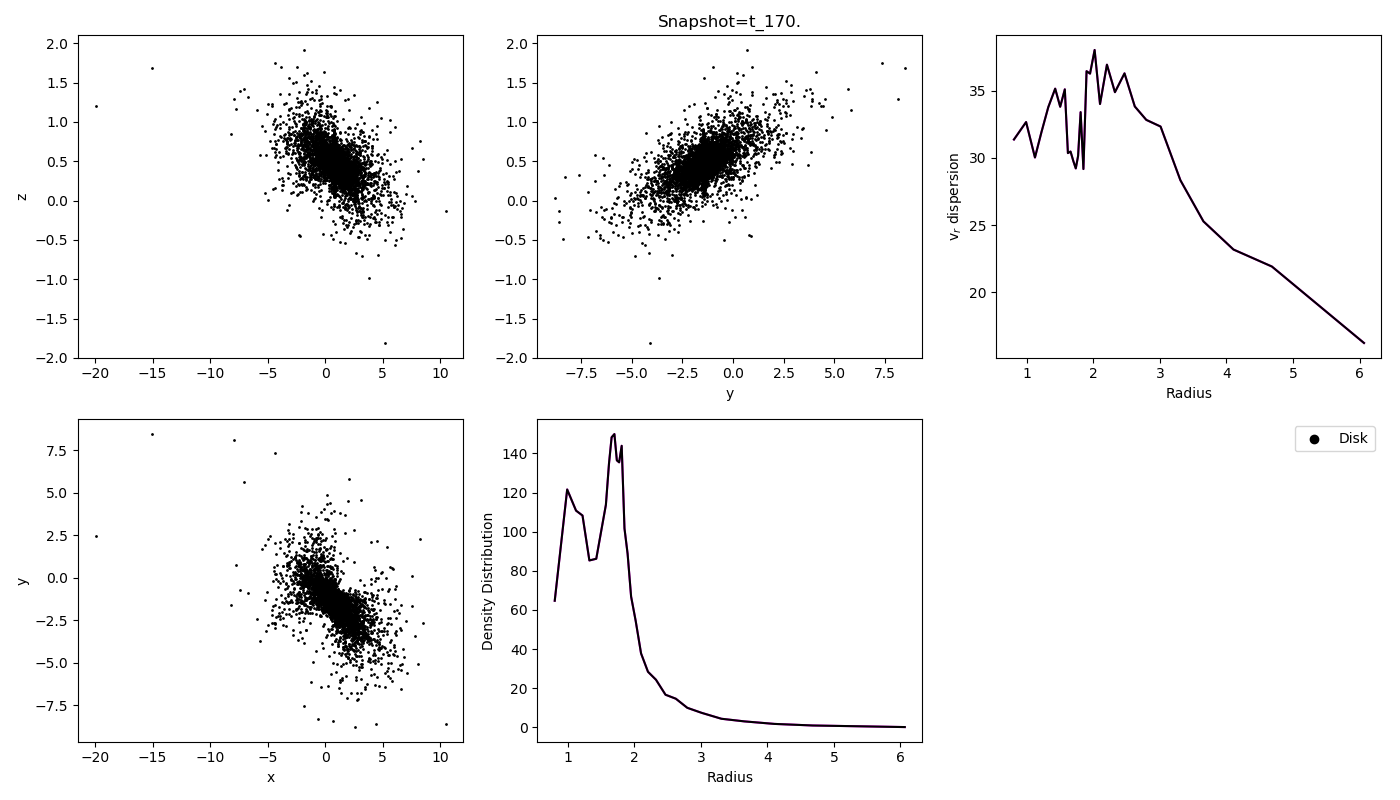 Snapshot=t_170.
z
2.0
1.5
1.0
0.5
0.0
−0.5
−1.0
−1.5
−2.0
−20 −15 −10 −5 0 5 10
2.0
1.5
1.0
0.5
0.0
−0.5
−1.0
−1.5
−2.0
−7.5 −5.0 −2.5 0.0 2.5 5.0 7.5
y
v_r dispersion
35
30
25
20
1 2 3 4 5 6
Radius
y
7.5
5.0
2.5
0.0
−2.5
−5.0
−7.5
−20 −15 −10 −5 0 5 10
x
Density Distribution
140
120
100
80
60
40
20
0
1 2 3 4 5 6
Radius
Disk